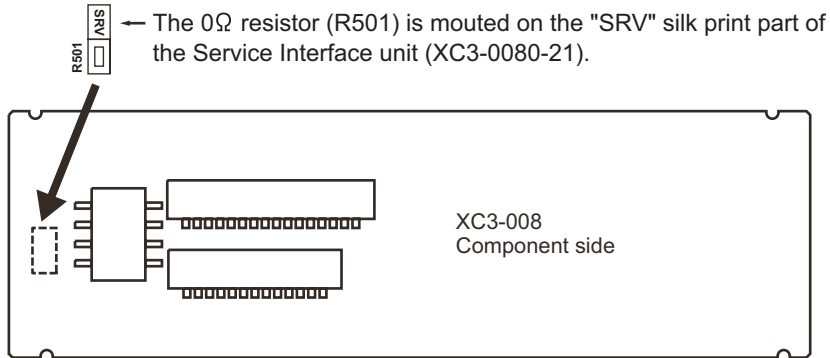 SRV
R501
← The 0Ω resistor (R501) is mouted on the "SRV" silk print part of
the Service Interface unit (XC3-0080-21).
XC3-008
Component side